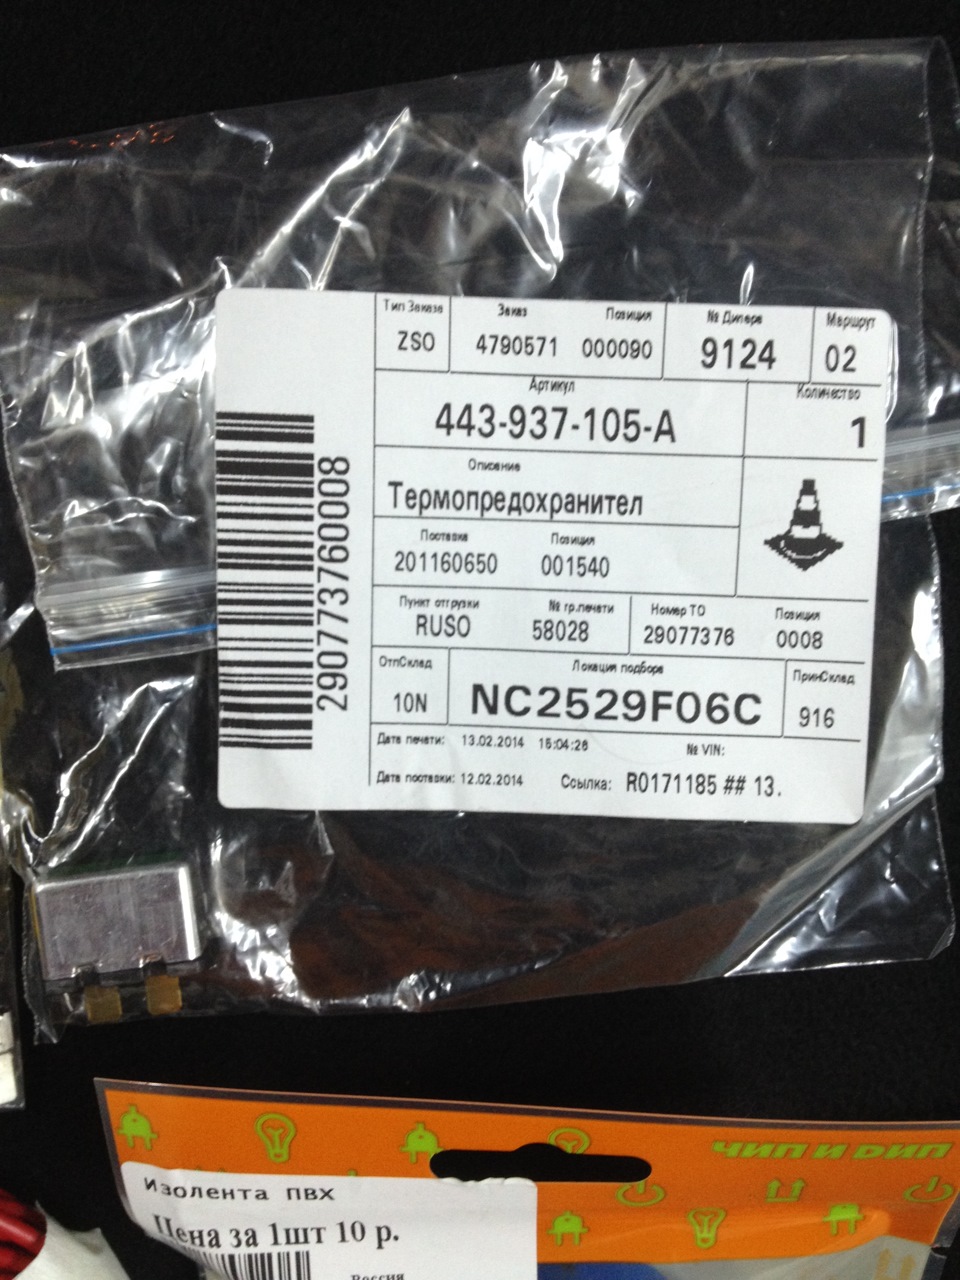 Тип Заказа Заказ Позиция № Дилера Маршрут
ZSO 4790571 000090 9124 02
Артикул Количество
443-937-105-A 1
Описание
Термопредохранител
Поставка Позиция
201160650 001540
Пункт отгрузки № гр.печати Номер ТО Позиция
RUSO 58028 29077376 0008
ОтпСклад Локация подбора ПринСклад
10N NC2529F06C 916
Дата печати: 13.02.2014 15:04:26 № VIN:
Дата поставки: 12.02.2014 Ссылка: R0171185 ## 13.
290773760008
ЧИП И ДИП
Изолента ПВХ
Цена за 1шт 10 р.
Россия